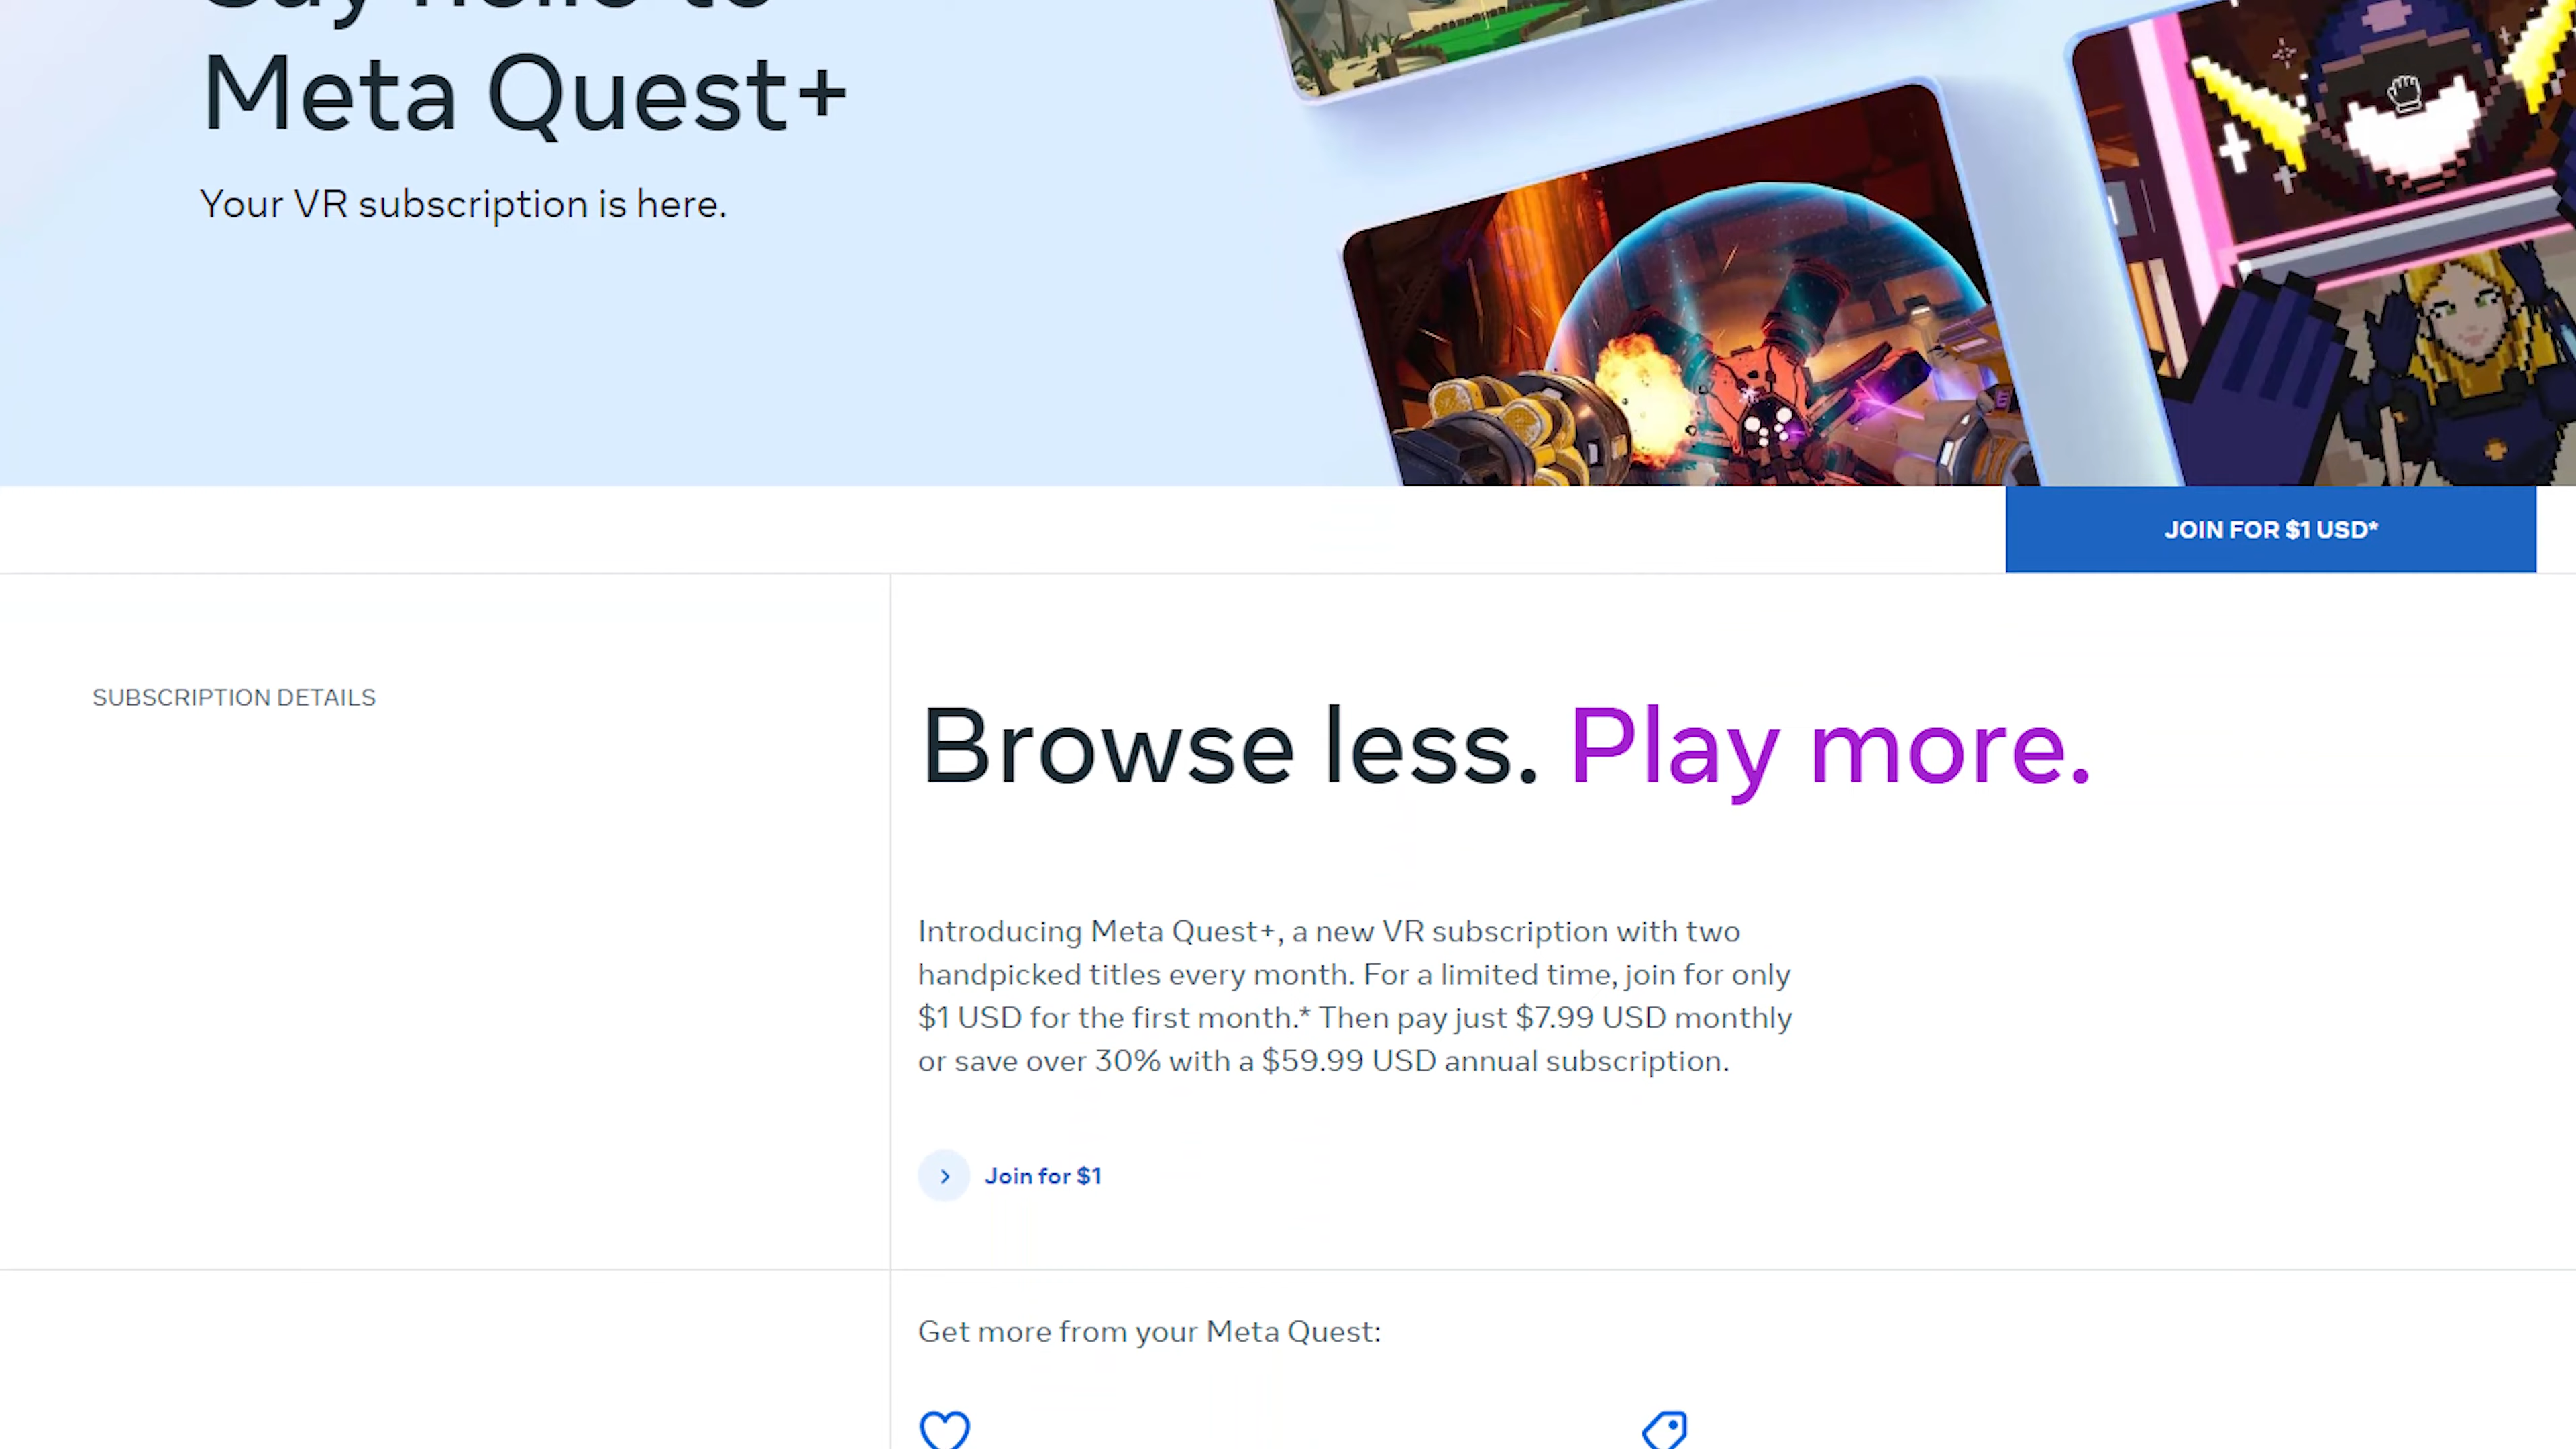 Say hello to
Meta Quest+
Your VR subscription is here.
JOIN FOR $1 USD*
SUBSCRIPTION DETAILS
Browse less. Play more.
Introducing Meta Quest+, a new VR subscription with two
handpicked titles every month. For a limited time, join for only
$1 USD for the first month.* Then pay just $7.99 USD monthly
or save over 30% with a $59.99 USD annual subscription.
Join for $1
Get more from your Meta Quest: